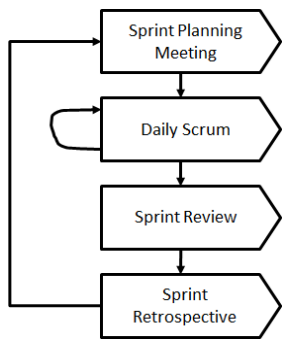 Sprint Planning
Meeting
Daily Scrum
Sprint Review
Sprint
Retrospective